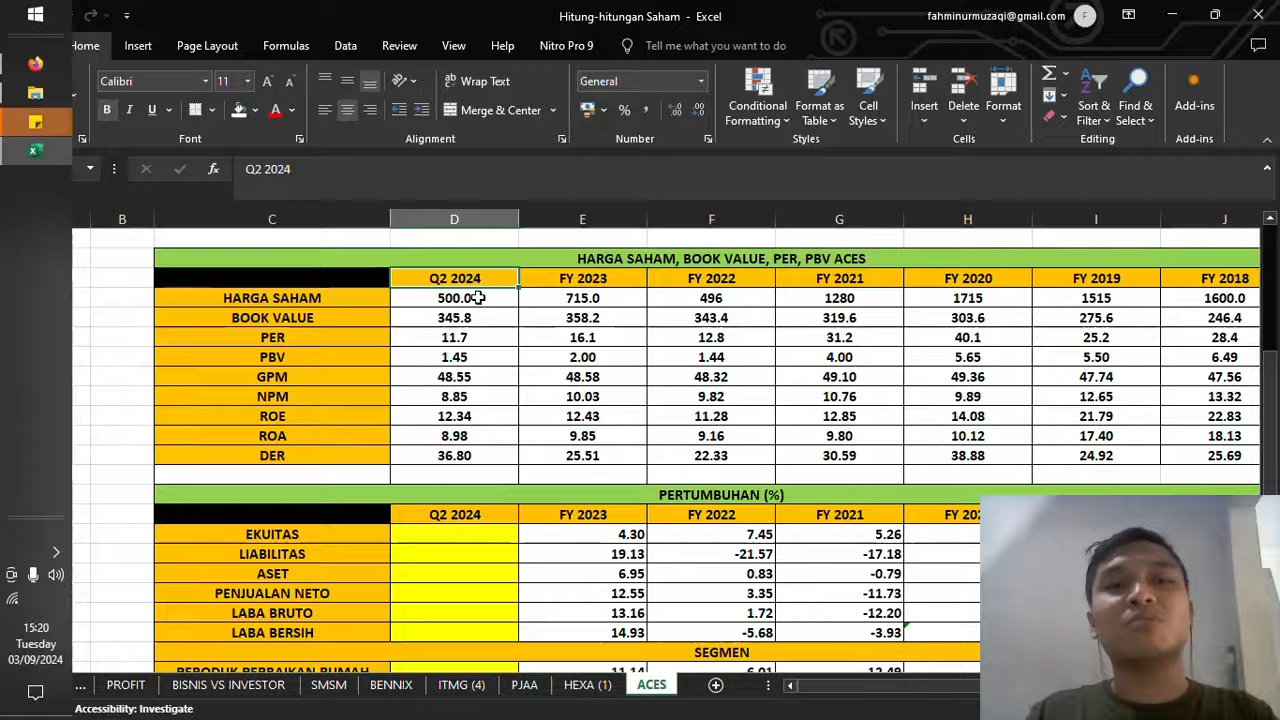 Hitung-hitungan Saham - Excel
fahminurmuzaqi@gmail.com F
Home Insert Page Layout Formulas Data Review View Help Nitro Pro 9 Tell me what you want to do
Calibri 11 A A Wrap Text General
B I U A Merge & Center %
Conditional Formatting Format as Table Cell Styles Insert Delete Format Sort & Filter Find & Select Add-ins
Font Alignment Number Styles Cells Editing Add-ins
fx Q2 2024
B C D E F G H I J
HARGA SAHAM, BOOK VALUE, PER, PBV ACES
Q2 2024 FY 2023 FY 2022 FY 2021 FY 2020 FY 2019 FY 2018
HARGA SAHAM 500.0 715.0 496 1280 1715 1515 1600.0
BOOK VALUE 345.8 358.2 343.4 319.6 303.6 275.6 246.4
PER 11.7 16.1 12.8 31.2 40.1 25.2 28.4
PBV 1.45 2.00 1.44 4.00 5.65 5.50 6.49
GPM 48.55 48.58 48.32 49.10 49.36 47.74 47.56
NPM 8.85 10.03 9.82 10.76 9.89 12.65 13.32
ROE 12.34 12.43 11.28 12.85 14.08 21.79 22.83
ROA 8.98 9.85 9.16 9.80 10.12 17.40 18.13
DER 36.80 25.51 22.33 30.59 38.88 24.92 25.69
PERTUMBUHAN (%)
Q2 2024 FY 2023 FY 2022 FY 2021
EKUITAS 4.30 7.45 5.26
LIABILITAS 19.13 -21.57 -17.18
ASET 6.95 0.83 -0.79
PENJUALAN NETO 12.55 3.35 -11.73
LABA BRUTO 13.16 1.72 -12.20
LABA BERSIH 14.93 -5.68 -3.93
SEGMEN
... PROFIT BISNIS VS INVESTOR SMSM BENNIX ITMG (4) PJAA HEXA (1) ACES
Accessibility: Investigate
15:20
Tuesday
03/09/2024